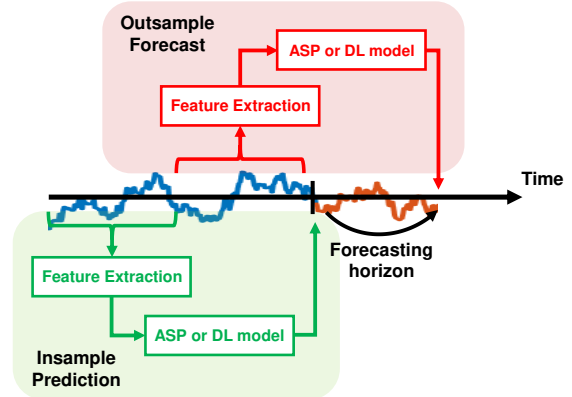 Outsample
Forecast
ASP or DL model
Feature Extraction
Time
Forecasting
horizon
Feature Extraction
ASP or DL model
Insample
Prediction